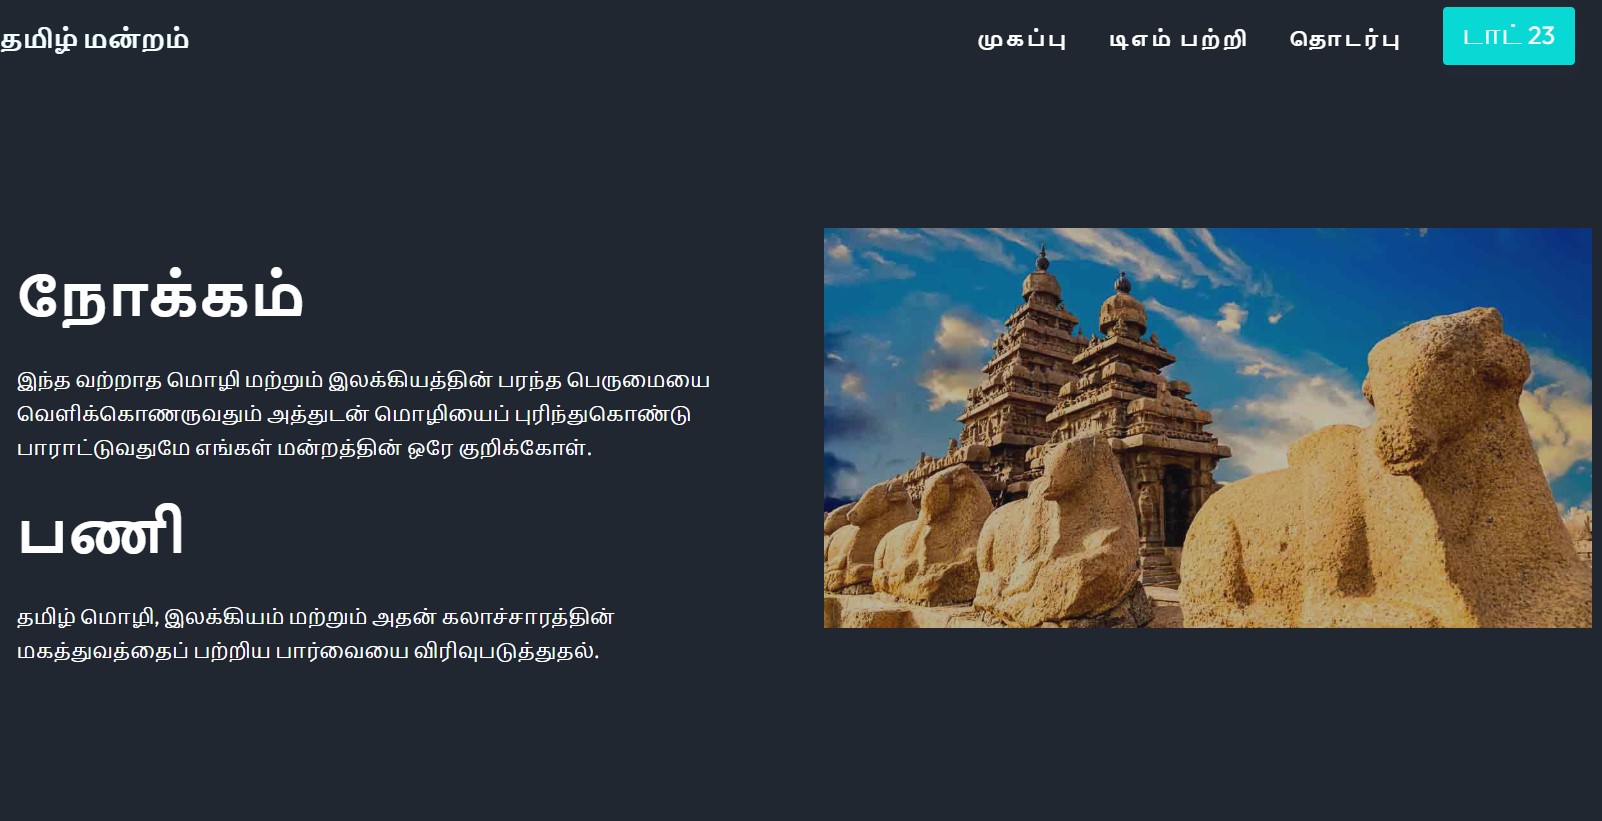 தமிழ் மன்றம்
முகப்பு
டிஎம் பற்றி
தொடர்பு
டாட் 23
நோக்கம்
இந்த வற்றாத மொழி மற்றும் இலக்கியத்தின் பரந்த பெருமையை
வெளிக்கொணருவதும் அத்துடன் மொழியைப் புரிந்துகொண்டு
பாராட்டுவதுமே எங்கள் மன்றத்தின் ஒரே குறிக்கோள்.
பணி
தமிழ் மொழி, இலக்கியம் மற்றும் அதன் கலாச்சாரத்தின்
மகத்துவத்தைப் பற்றிய பார்வையை விரிவுபடுத்துதல்.